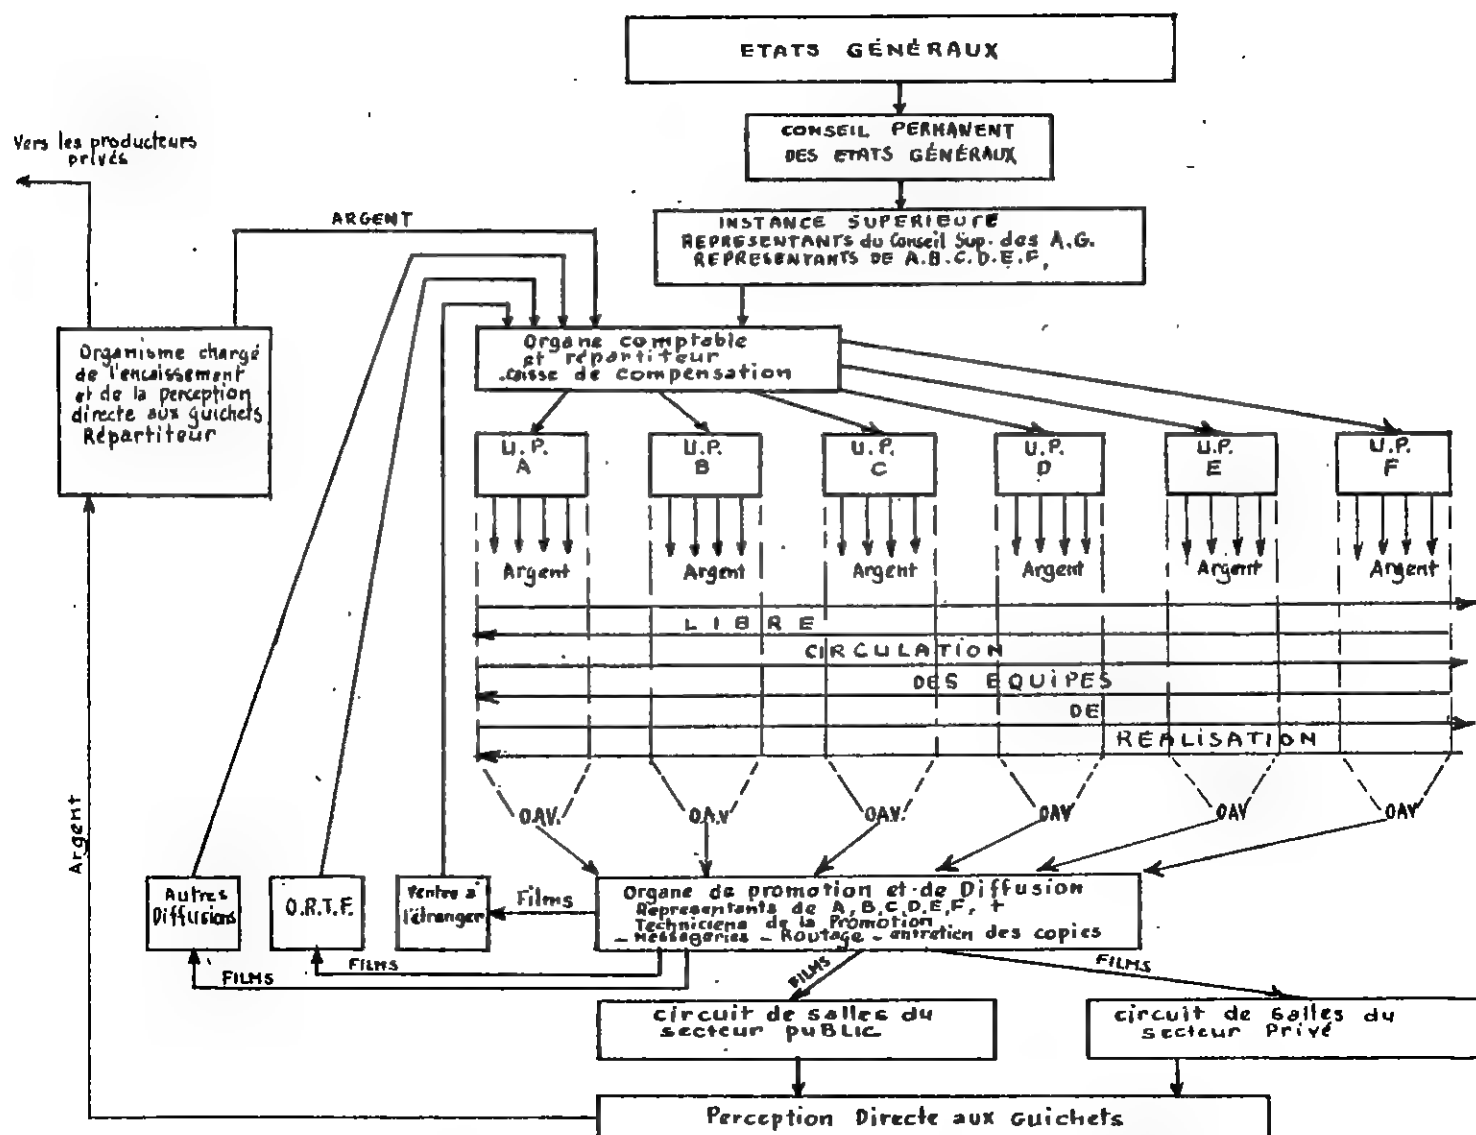 ETATS GÉNÉRAUX
CONSEIL PERMANENT
DES ETATS GÉNÉRAUX
Vers les producteurs
privés
ARGENT
INSTANCE SUPERIEURE
REPRESENTANTS du Conseil Sup. des A.G.
REPRESENTANTS DE A.B.C.D.E.F,
Organisme chargé
de l'encaissement
et de la perception
directe aux guichets
Répartiteur
Organe comptable
et répartiteur
caisse de compensation
U.P.
A
U.P.
B
U.P.
C
U.P.
D
U.P.
E
U.P.
F
Argent
Argent
Argent
Argent
Argent
Argent
LIBRE
CIRCULATION
DES EQUIPES
DE
RÉALISATION
OAV.
OAV
OAV.
OAV
OAV
OAV
Argent
Autres
Diffusions
O.R.T.F.
Vente à
l'étranger
Films
Organe de promotion et de Diffusion
Représentants de A, B, C, D, E, F, +
Techniciens de la Promotion
_ Messageries _ Routage _ entretien des copies
FILMS
FILMS
FILMS
FILMS
circuit de salles du
secteur puBLIC
circuit de Salles du
secteur Privé
Perception Directe aux Guichets